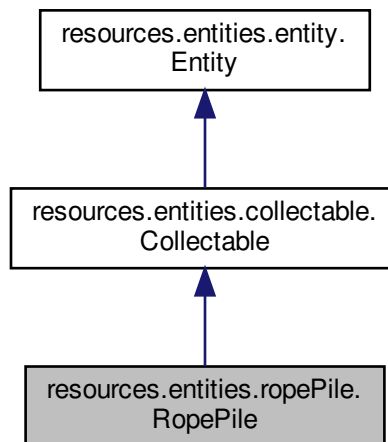 resources.entities.entity.
Entity
resources.entities.collectable.
Collectable
resources.entities.ropePile.
RopePile